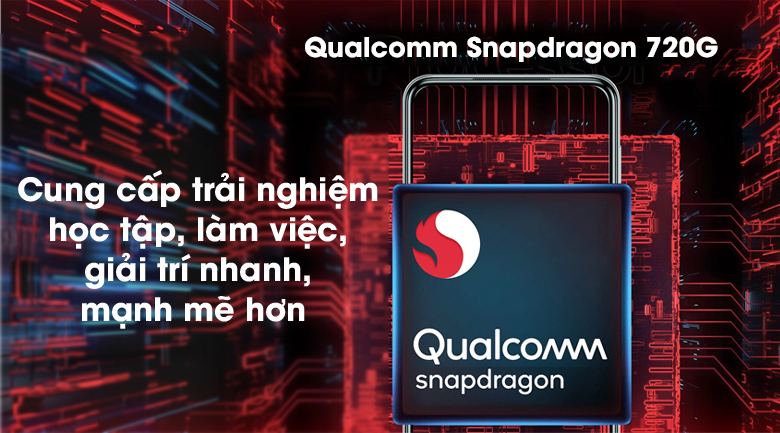 Qualcomm Snapdragon 720G
Cung cấp trải nghiệm
học tập, làm việc,
giải trí nhanh,
mạnh mẽ hơn
Qualcomm
snapdragon